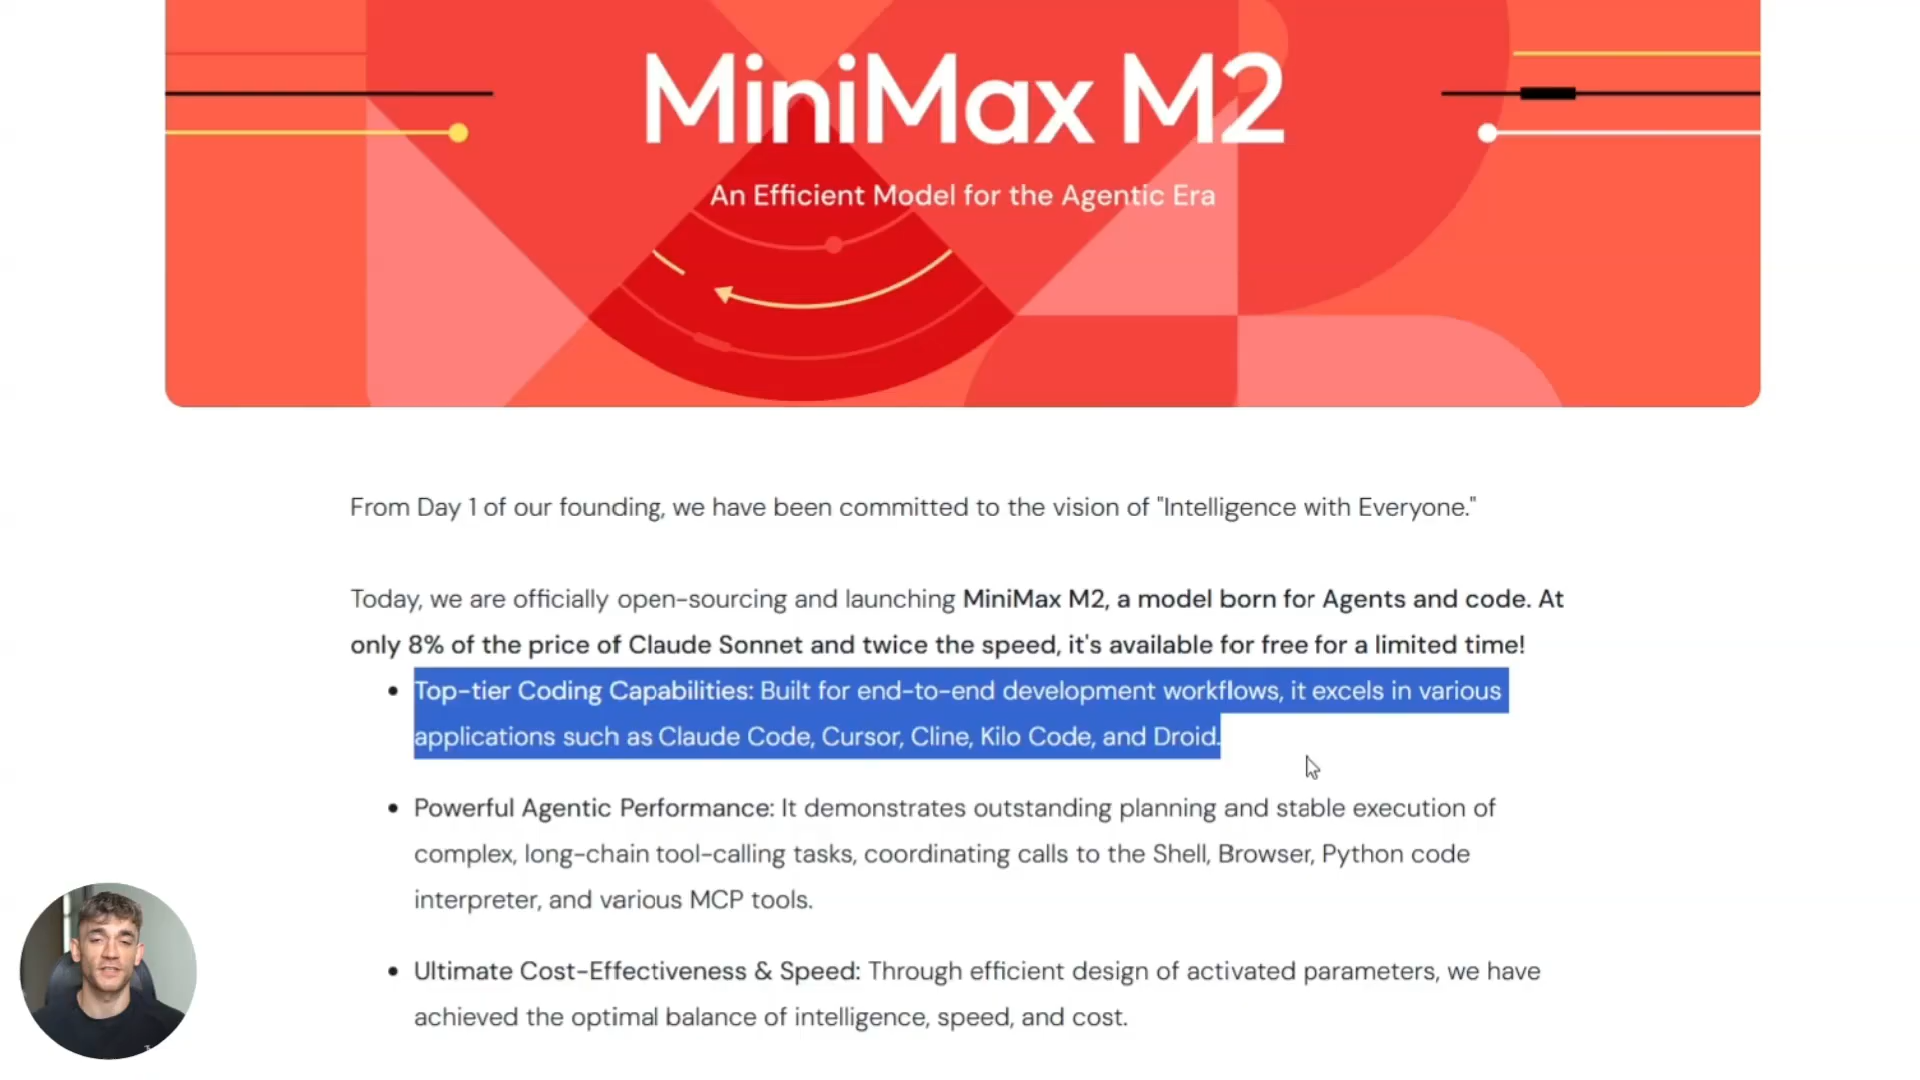 MiniMax M2
An Efficient Model for the Agentic Era
From Day 1 of our founding, we have been committed to the vision of "Intelligence with Everyone."
Today, we are officially open-sourcing and launching MiniMax M2, a model born for Agents and code. At
only 8% of the price of Claude Sonnet and twice the speed, it's available for free for a limited time!
• Top-tier Coding Capabilities: Built for end-to-end development workflows, it excels in various
applications such as Claude Code, Cursor, Cline, Kilo Code, and Droid.
• Powerful Agentic Performance: It demonstrates outstanding planning and stable execution of
complex, long-chain tool-calling tasks, coordinating calls to the Shell, Browser, Python code
interpreter, and various MCP tools.
• Ultimate Cost-Effectiveness & Speed: Through efficient design of activated parameters, we have
achieved the optimal balance of intelligence, speed, and cost.